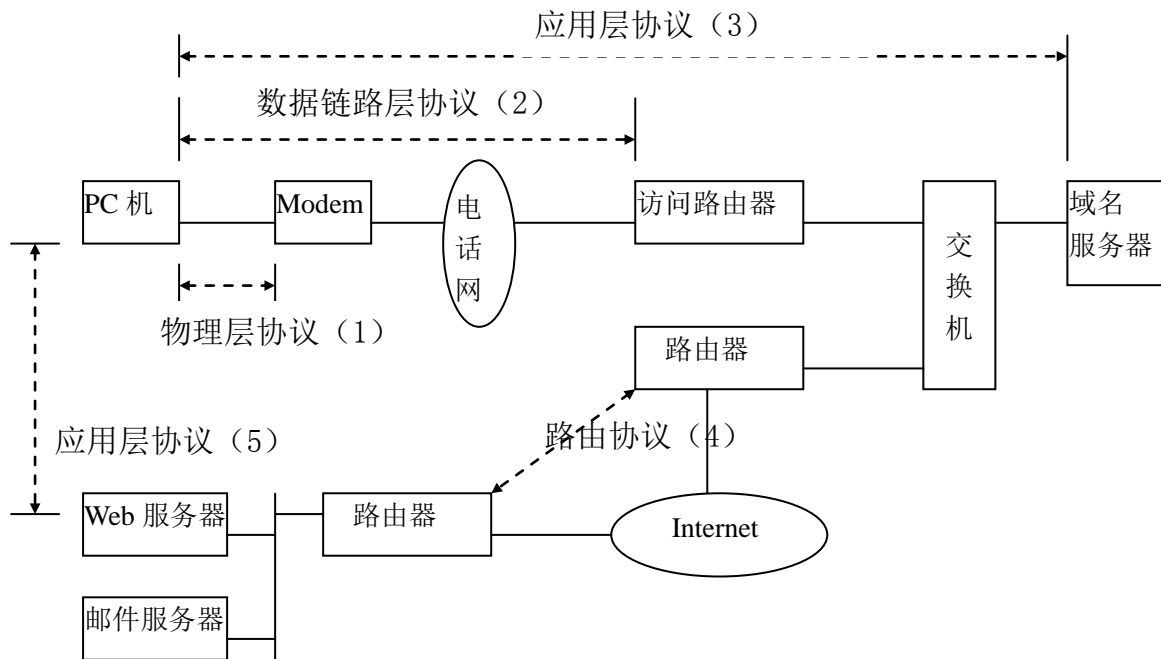 应用层协议（3）
数据链路层协议（2）
PC 机
Modem
电话网
访问路由器
交换机
域名
服务器
物理层协议（1）
路由器
应用层协议（5）
路由协议（4）
Web 服务器
路由器
Internet
邮件服务器